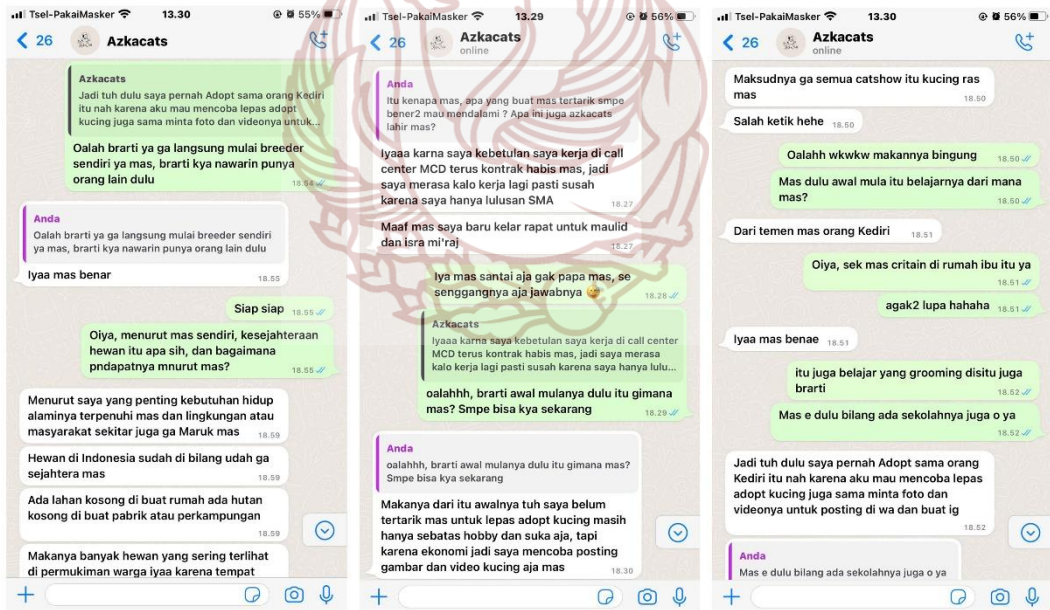 Tsel-PakaiMasker 13.30 55%
26 Azkacats
Azkacats
Jadi tuh dulu saya pernah Adopt sama orang Kediri
itu nah karena aku mau mencoba lepas adopt
kucing juga sama minta foto dan videonya untuk...
Oalah brarti ya ga langsung mulai breeder
sendiri ya mas, brarti kya nawarin punya
orang lain dulu
18.54
Anda
Oalah brarti ya ga langsung mulai breeder sendiri
ya mas, brarti kya nawarin punya orang lain dulu
Iyaa mas benar 18.55
Siap siap 18.55
Oiya, menurut mas sendiri, kesejahteraan
hewan itu apa sih, dan bagaimana
pndapatnya mnurut mas? 18.55
Menurut saya yang penting kebutuhan hidup
alaminya terpenuhi mas dan lingkungan atau
masyarakat sekitar juga ga Maruk mas 18.59
Hewan di Indonesia sudah di bilang udah ga
sejahtera mas 18.59
Ada lahan kosong di buat rumah ada hutan
kosong di buat pabrik atau perkampungan
18.59
Makanya banyak hewan yang sering terlihat
di permukiman warga iyaa karena tempat
Tsel-PakaiMasker 13.29 56%
26 Azkacats
online
Anda
Itu kenapa mas, apa yang buat mas tertarik smpe
bener2 mau mendalami ? Apa ini juga azkacats
lahir mas?
Iyaaa karna saya kebetulan saya kerja di call
center MCD terus kontrak habis mas, jadi
saya merasa kalo kerja lagi pasti susah
karena saya hanya lulusan SMA 18.27
Maaf mas saya baru kelar rapat untuk maulid
dan isra mi'raj 18.27
Iya mas santai aja gak papa mas, se
senggangnya aja jawabnya 😅 18.28
Azkacats
Iyaaa karna saya kebetulan saya kerja di call center
MCD terus kontrak habis mas, jadi saya merasa
kalo kerja lagi pasti susah karena saya hanya lulu...
oalahhh, brarti awal mulanya dulu itu gimana
mas? Smpe bisa kya sekarang 18.29
Anda
oalahhh, brarti awal mulanya dulu itu gimana mas?
Smpe bisa kya sekarang
Makanya dari itu awalnya tuh saya belum
tertarik mas untuk lepas adopt kucing masih
hanya sebatas hobby dan suka aja, tapi
karena ekonomi jadi saya mencoba posting
gambar dan video kucing aja mas 18.30
Tsel-PakaiMasker 13.30 56%
26 Azkacats
online
Maksudnya ga semua catshow itu kucing ras
mas 18.50
Salah ketik hehe 18.50
Oalahh wkwkw makannya bingung 18.50
Mas dulu awal mula itu belajarnya dari mana
mas? 18.50
Dari temen mas orang Kediri 18.51
Oiya, sek mas critain di rumah ibu itu ya
18.51
agak2 lupa hahaha 18.51
Iyaa mas benae 18.51
itu juga belajar yang grooming disitu juga
brarti 18.52
Mas e dulu bilang ada sekolahnya juga o ya
18.52
Jadi tuh dulu saya pernah Adopt sama orang
Kediri itu nah karena aku mau mencoba lepas
adopt kucing juga sama minta foto dan
videonya untuk posting di wa dan buat ig
18.52
Anda
Mas e dulu bilang ada sekolahnya juga o ya